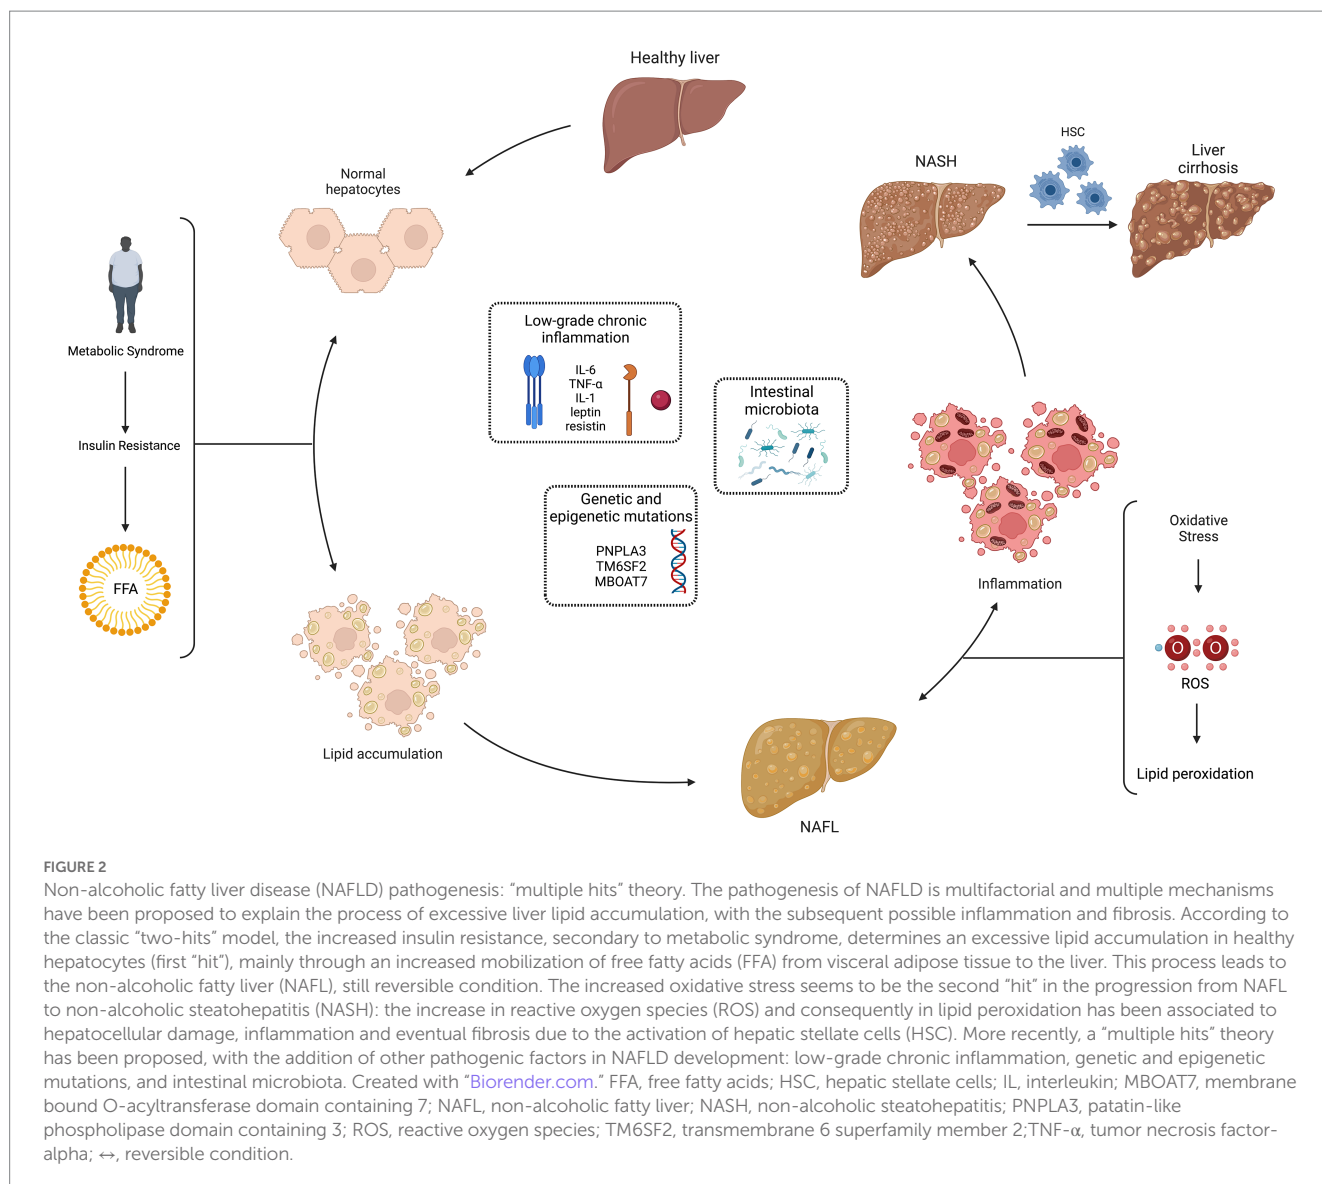 Healthy liver
Normal
hepatocytes
Metabolic Syndrome
Insulin Resistance
FFA
Lipid accumulation
Low-grade chronic
inflammation
IL-6
TNF-α
IL-1
leptin
resistin
Intestinal
microbiota
Genetic and
epigenetic mutations
PNPLA3
TM6SF2
MBOAT7
NAFL
NASH
HSC
Liver
cirrhosis
Inflammation
Oxidative
Stress
O O
ROS
Lipid peroxidation
FIGURE 2
Non-alcoholic fatty liver disease (NAFLD) pathogenesis: “multiple hits” theory. The pathogenesis of NAFLD is multifactorial and multiple mechanisms
have been proposed to explain the process of excessive liver lipid accumulation, with the subsequent possible inflammation and fibrosis. According to
the classic “two-hits” model, the increased insulin resistance, secondary to metabolic syndrome, determines an excessive lipid accumulation in healthy
hepatocytes (first “hit”), mainly through an increased mobilization of free fatty acids (FFA) from visceral adipose tissue to the liver. This process leads to
the non-alcoholic fatty liver (NAFL), still reversible condition. The increased oxidative stress seems to be the second “hit” in the progression from NAFL
to non-alcoholic steatohepatitis (NASH): the increase in reactive oxygen species (ROS) and consequently in lipid peroxidation has been associated to
hepatocellular damage, inflammation and eventual fibrosis due to the activation of hepatic stellate cells (HSC). More recently, a “multiple hits” theory
has been proposed, with the addition of other pathogenic factors in NAFLD development: low-grade chronic inflammation, genetic and epigenetic
mutations, and intestinal microbiota. Created with “Biorender.com.” FFA, free fatty acids; HSC, hepatic stellate cells; IL, interleukin; MBOAT7, membrane
bound O-acyltransferase domain containing 7; NAFL, non-alcoholic fatty liver; NASH, non-alcoholic steatohepatitis; PNPLA3, patatin-like
phospholipase domain containing 3; ROS, reactive oxygen species; TM6SF2, transmembrane 6 superfamily member 2;TNF-α, tumor necrosis factor-
alpha; ↔, reversible condition.